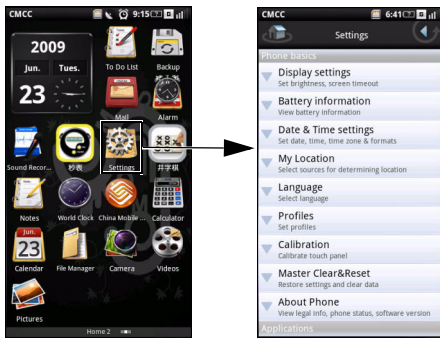 CMCC 9:15
2009
Jun. Tues.
23
To Do List Backup
Mail Alarm
Sound Recor... 秒表 Settings 井字棋
Notes World Clock China Mobile ... Calculator
Jun.
23
Calendar File Manager Camera Videos
Pictures
Home 2
CMCC 6:41
Settings
Phone basics
Display settings
Set brightness, screen timeout
Battery information
View battery information
Date & Time settings
Set date, time, time zone & formats
My Location
Select sources for determining location
Language
Select language
Profiles
Set profiles
Calibration
Calibrate touch panel
Master Clear&Reset
Restore settings and clear data
About Phone
View legal info, phone status, software version
Applications